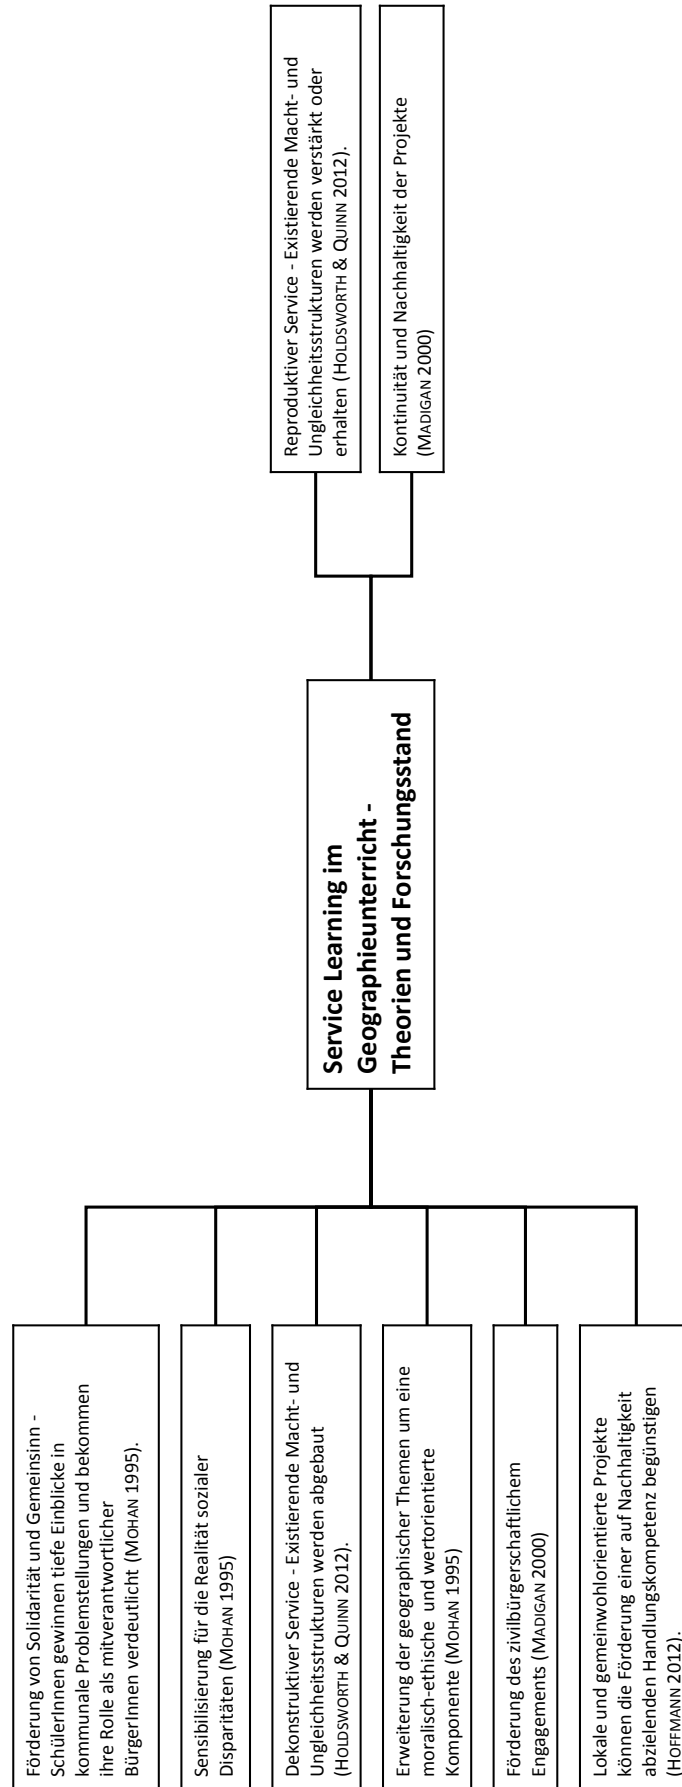 Förderung von Solidarität und Gemeinsinn -
SchülerInnen gewinnen tiefe Einblicke in
kommunale Problemstellungen und bekommen
ihre Rolle als mitverantwortlicher
BürgerInnen verdeutlicht (MOHAN 1995).
Sensibilisierung für die Realität sozialer
Disparitäten (MOHAN 1995)
Dekonstruktiver Service - Existierende Macht- und
Ungleichheitsstrukturen werden abgebaut
(HOLDSWORTH & QUINN 2012).
Erweiterung der geographischer Themen um eine
moralisch-ethische und wertorientierte
Komponente (MOHAN 1995)
Förderung des zivilbürgerschaftlichem
Engagements (MADIGAN 2000)
Lokale und gemeinwohlorientierte Projekte
können die Förderung einer auf Nachhaltigkeit
abzielenden Handlungskompetenz begünstigen
(HOFFMANN 2012).
Service Learning im
Geographieunterricht -
Theorien und Forschungsstand
Reproduktiver Service - Existierende Macht- und
Ungleichheitsstrukturen werden verstärkt oder
erhalten (HOLDSWORTH & QUINN 2012).
Kontinuität und Nachhaltigkeit der Projekte
(MADIGAN 2000)